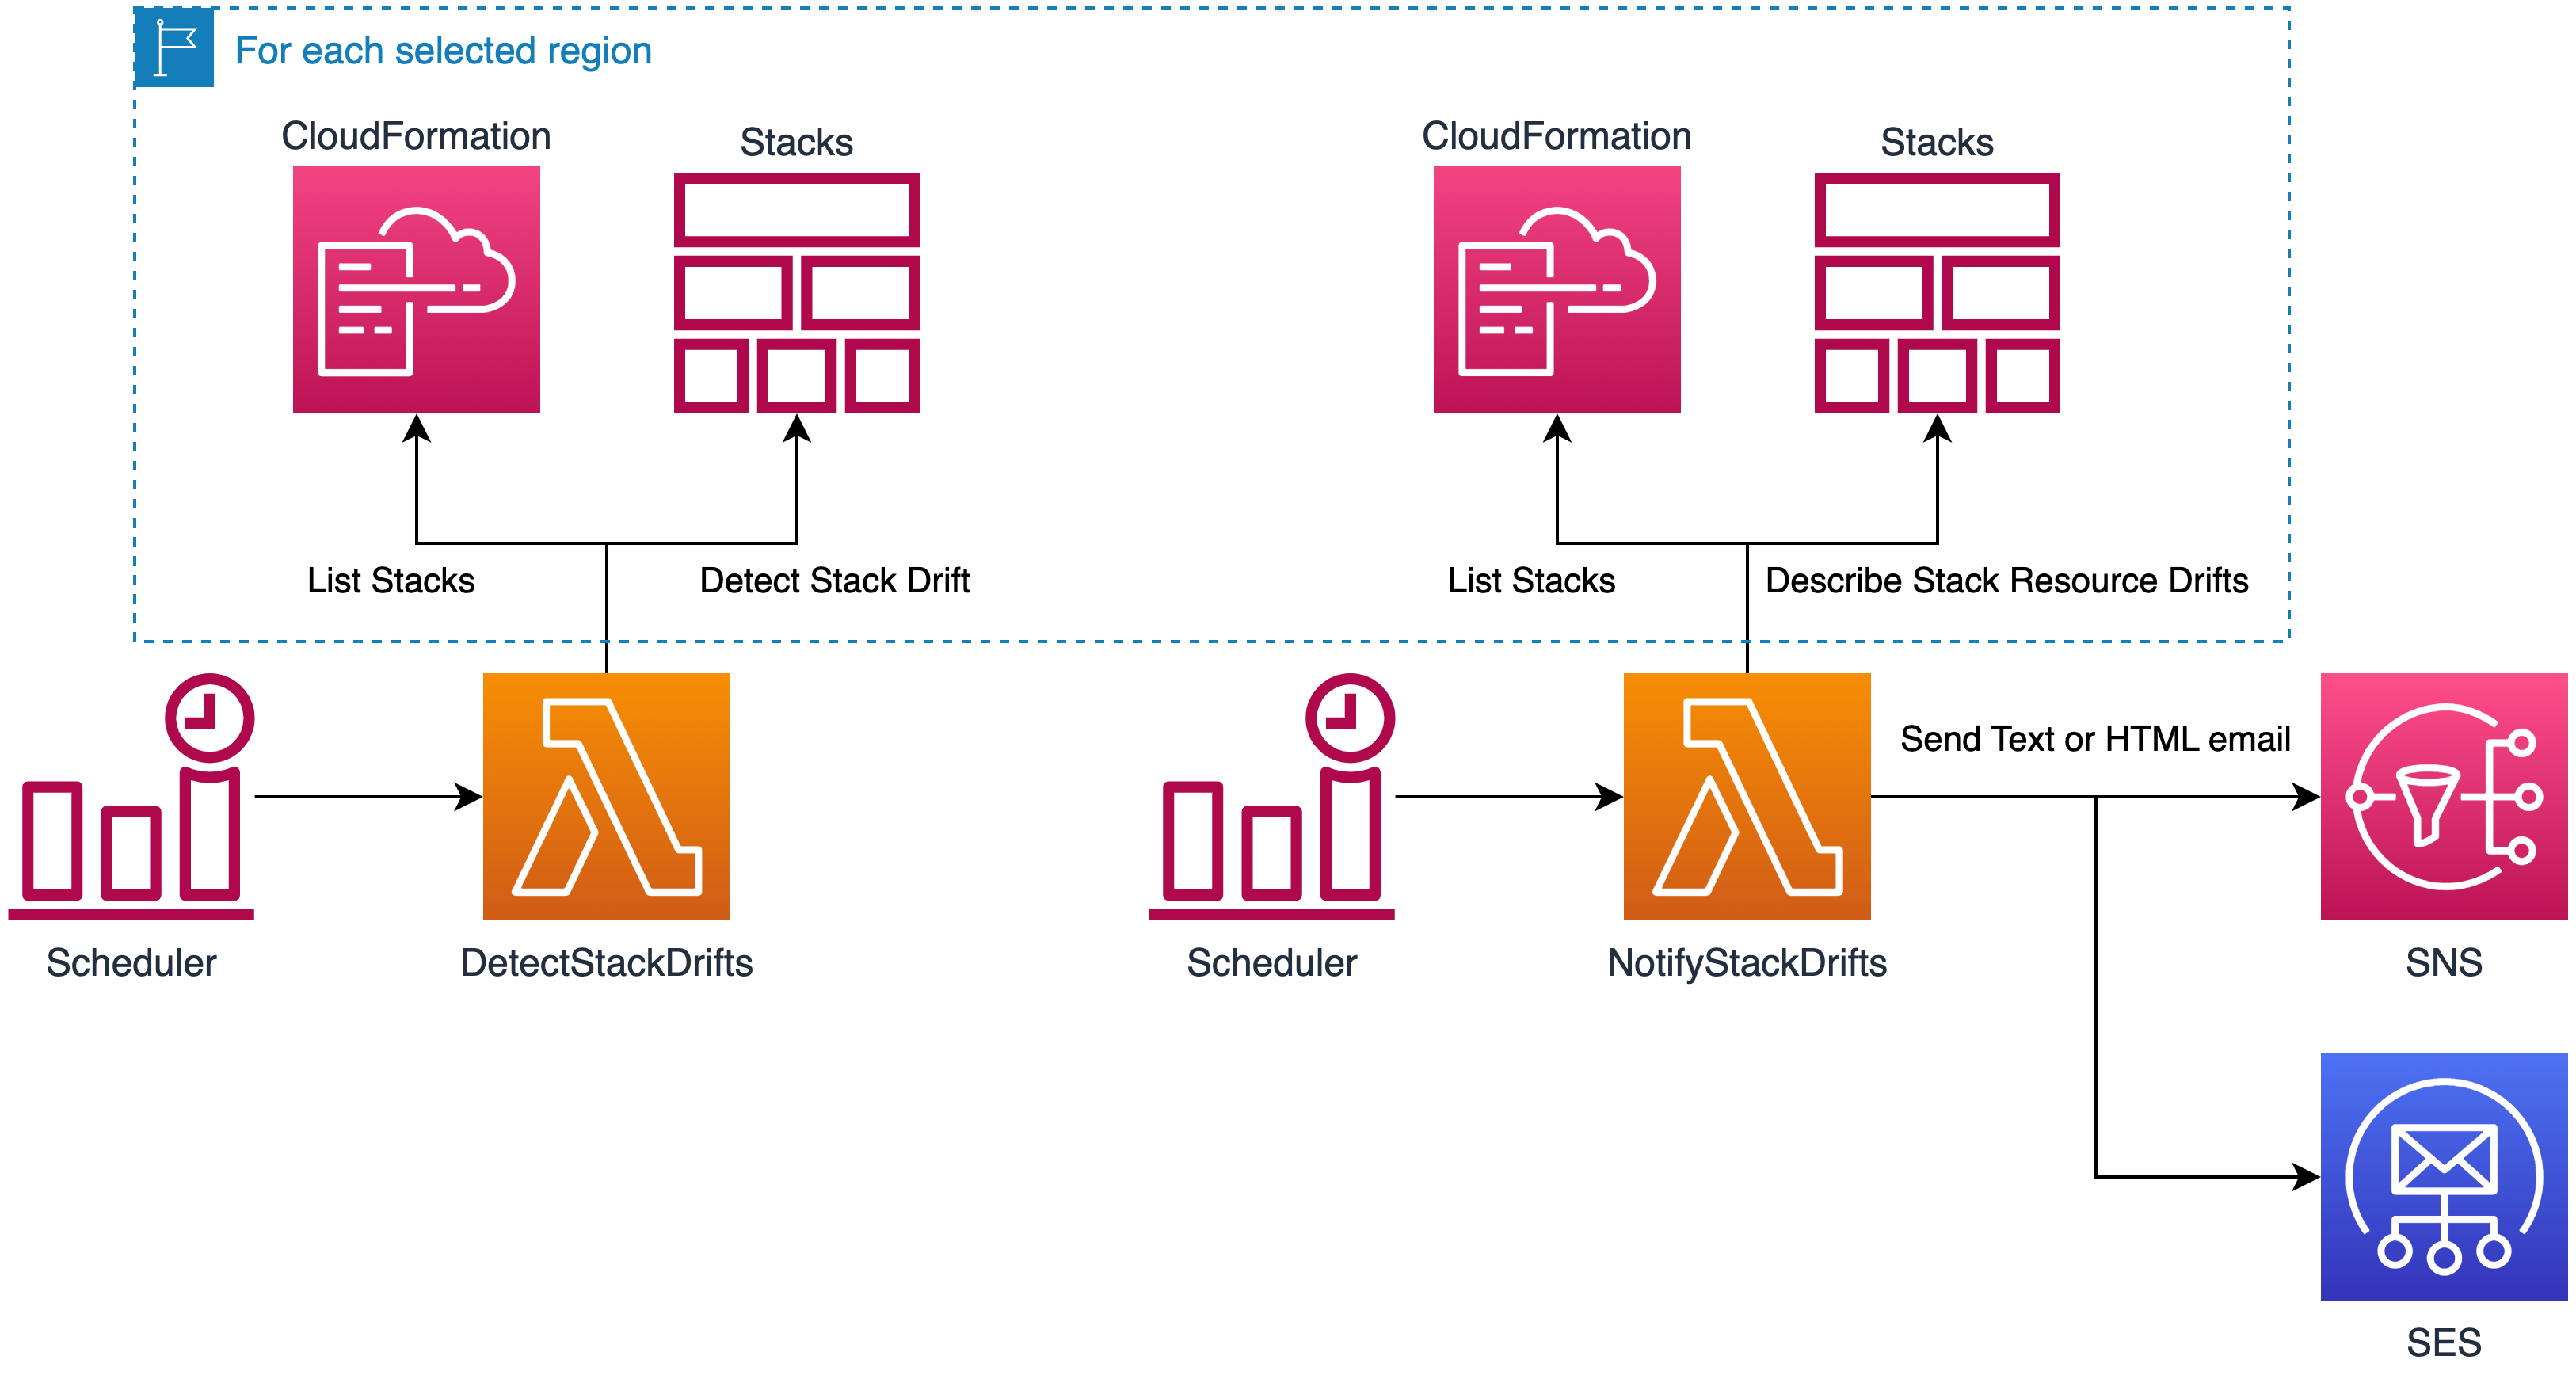 For each selected region
CloudFormation
Stacks
CloudFormation
Stacks
List Stacks
Detect Stack Drift
List Stacks
Describe Stack Resource Drifts
Send Text or HTML email
Scheduler
DetectStackDrifts
Scheduler
NotifyStackDrifts
SNS
SES